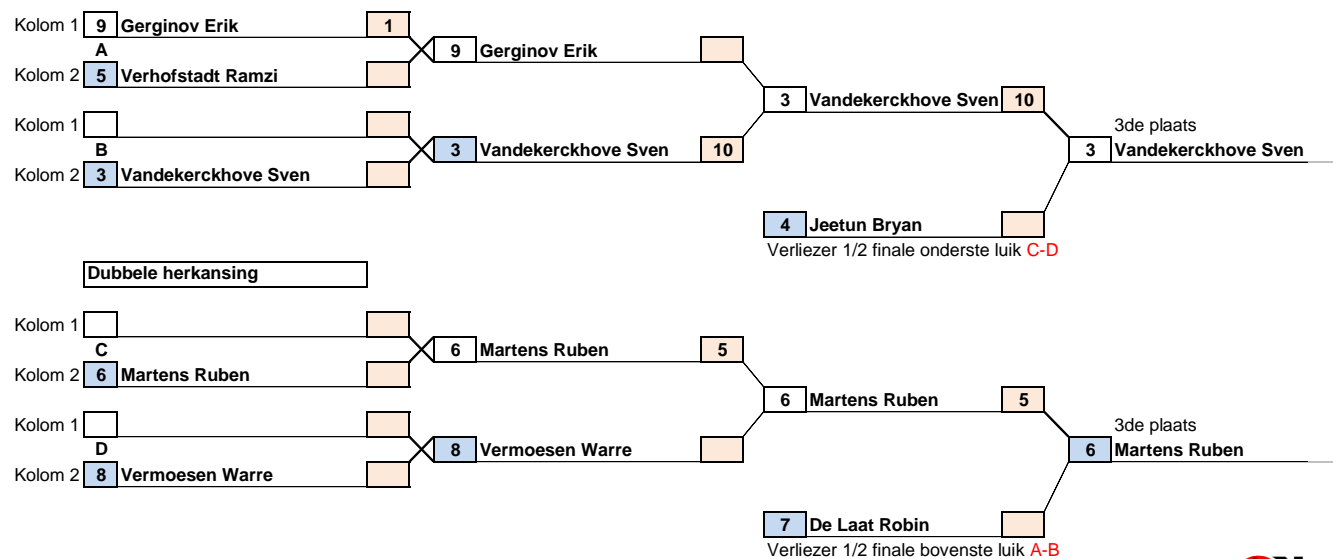 Kolom 1 9 Gerginov Erik 1
A
9 Gerginov Erik
Kolom 2 5 Verhofstadt Ramzi
3 Vandekerckhove Sven 10
Kolom 1
3de plaats
B
3 Vandekerckhove Sven 10
3 Vandekerckhove Sven
Kolom 2 3 Vandekerckhove Sven
4 Jeetun Bryan
Verliezer 1/2 finale onderste luik C-D
Dubbele herkansing
Kolom 1
C
6 Martens Ruben 5
Kolom 2 6 Martens Ruben
6 Martens Ruben 5
Kolom 1
3de plaats
D
8 Vermoesen Warre
6 Martens Ruben
Kolom 2 8 Vermoesen Warre
7 De Laat Robin
Verliezer 1/2 finale bovenste luik A-B